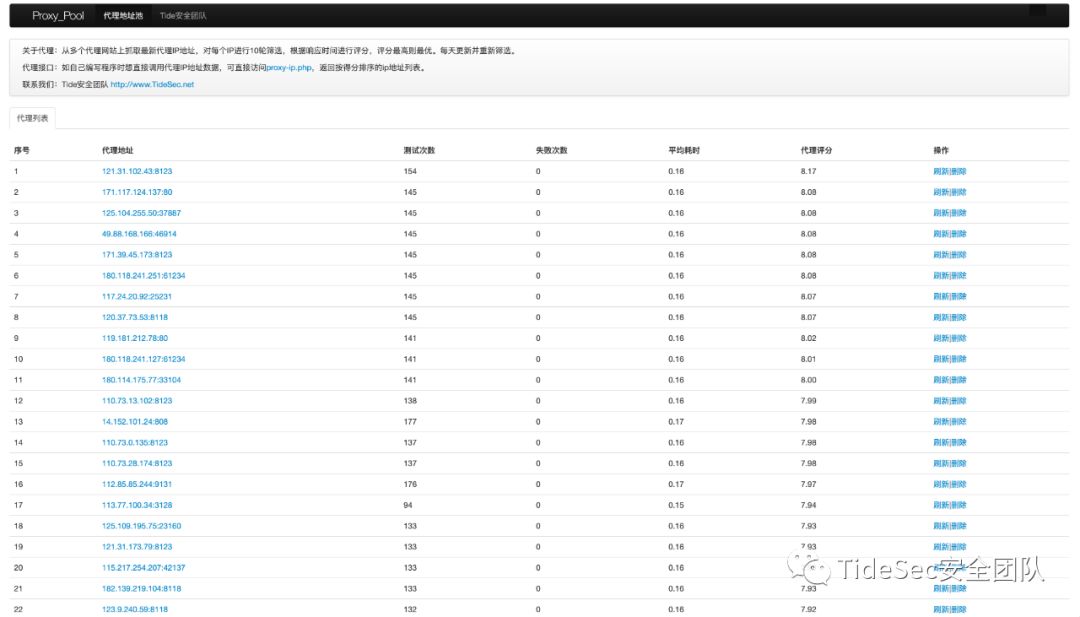 Proxy_Pool 代理地址池 Tide安全团队
关于代理：从多个代理网站上抓取最新代理IP地址，对每个IP进行10轮筛选，根据响应时间进行评分，评分最高则最优。每天更新并重新筛选。
代理接口：如自己编写程序时想直接调用代理IP地址数据，可直接访问proxy-ip.php，返回按得分排序的ip地址列表。
联系我们：Tide安全团队 http://www.TideSec.net
代理列表
序号 代理地址 测试次数 失败次数 平均耗时 代理评分 操作
1 121.31.102.43:8123 154 0 0.16 8.17 刷新|删除
2 171.117.124.137:80 145 0 0.16 8.08 刷新|删除
3 125.104.255.50:37887 145 0 0.16 8.08 刷新|删除
4 49.88.168.168:46914 145 0 0.16 8.08 刷新|删除
5 171.39.45.173:8123 145 0 0.16 8.08 刷新|删除
6 180.118.241.251:61234 145 0 0.16 8.08 刷新|删除
7 117.24.20.92:25231 145 0 0.16 8.07 刷新|删除
8 120.37.73.53:8118 145 0 0.16 8.07 刷新|删除
9 119.181.212.78:80 141 0 0.16 8.02 刷新|删除
10 180.118.241.127:61234 141 0 0.16 8.01 刷新|删除
11 180.114.175.77:33104 141 0 0.16 8.00 刷新|删除
12 110.73.13.102:8123 138 0 0.16 7.99 刷新|删除
13 14.152.101.24:808 177 0 0.17 7.98 刷新|删除
14 110.73.0.135:8123 137 0 0.16 7.98 刷新|删除
15 110.73.28.174:8123 137 0 0.16 7.98 刷新|删除
16 112.85.85.244:9131 176 0 0.17 7.97 刷新|删除
17 113.77.100.34:3128 94 0 0.15 7.94 刷新|删除
18 125.109.195.75:23160 133 0 0.16 7.93 刷新|删除
19 121.31.173.79:8123 133 0 0.16 7.93 刷新|删除
20 115.217.254.207:42137 133 0 0.16 刷新|删除
21 182.139.219.104:8118 133 0 0.16 7.93 刷新|删除
22 123.9.240.59:8118 132 0 0.16 7.92 刷新|删除
TideSec安全团队